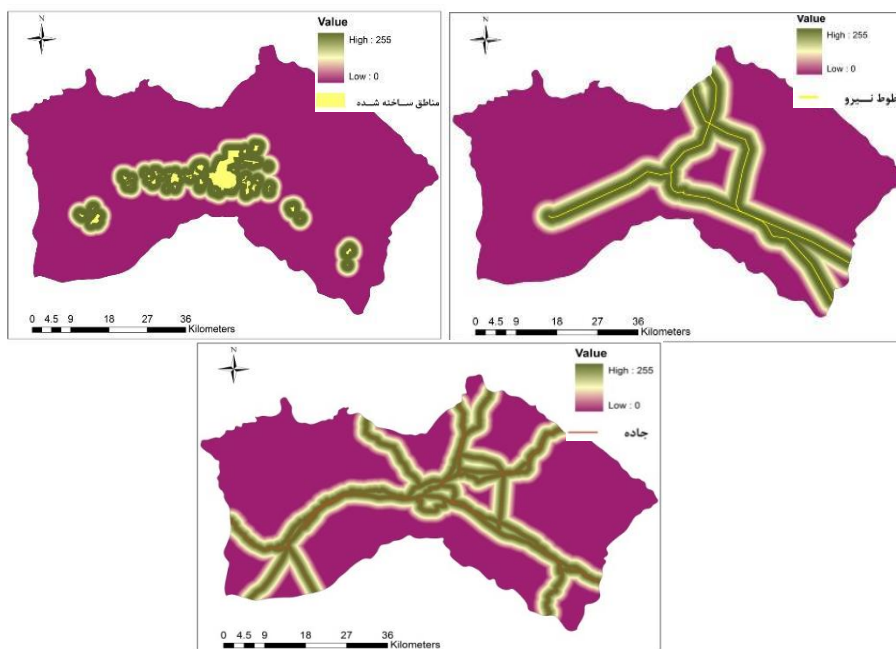 N
Value
High : 255
Low : 0
مناطق ساخته شده
0 4.5 9 18 27 36
Kilometers
N
Value
High : 255
Low : 0
طوط نیرو
0 4.5 9 18 27 36
Kilometers
N
Value
High : 255
Low : 0
جاده
0 4.5 9 18 27 36
Kilometers